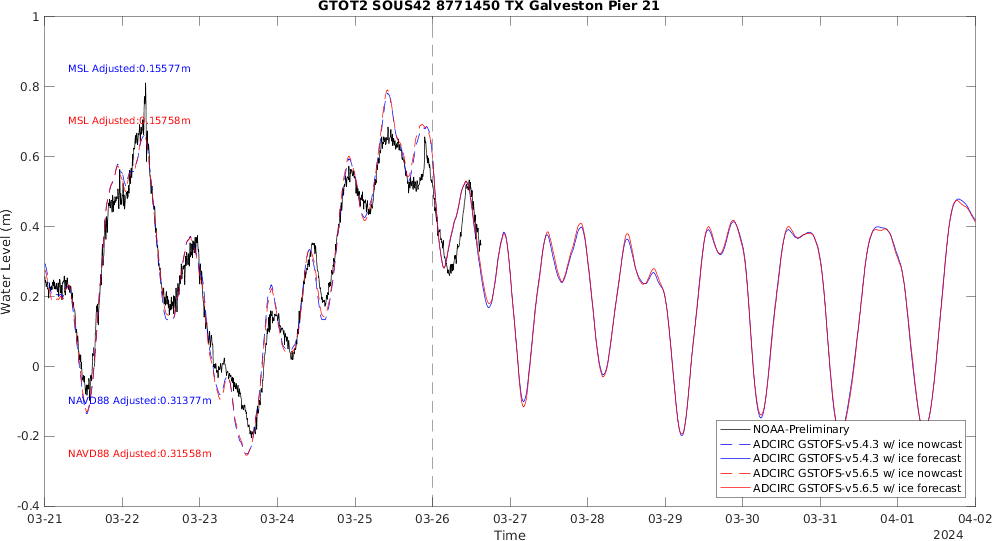 GTOT2 SOUS42 8771450 TX Galveston Pier 21
1
0.8
0.6
0.4
0.2
0
-0.2
-0.4
Water Level (m)
MSL Adjusted:0.15577m
MSL Adjusted:0.15758m
NAVD88 Adjusted:0.31377m
NAVD88 Adjusted:0.31558m
NOAA-Preliminary
ADCIRC GSTOFS-v5.4.3 w/ ice nowcast
ADCIRC GSTOFS-v5.4.3 w/ ice forecast
ADCIRC GSTOFS-v5.6.5 w/ ice nowcast
ADCIRC GSTOFS-v5.6.5 w/ ice forecast
03-21 03-22 03-23 03-24 03-25 03-26 03-27 03-28 03-29 03-30 03-31 04-01 04-02
Time
2024